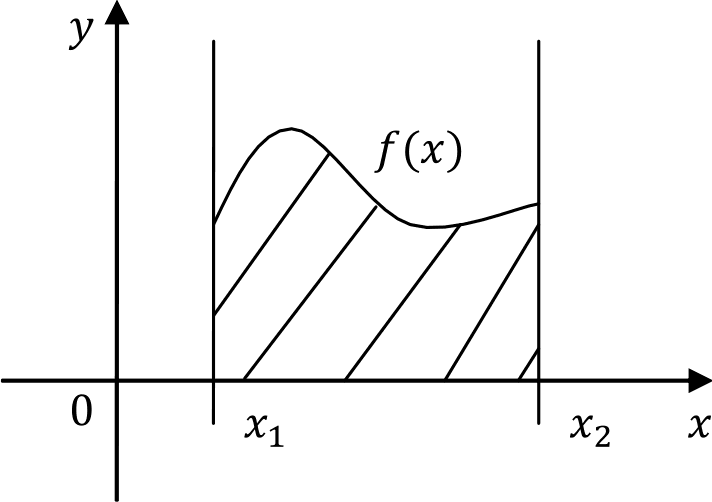 y
f(x)
0
x₁
x₂
x